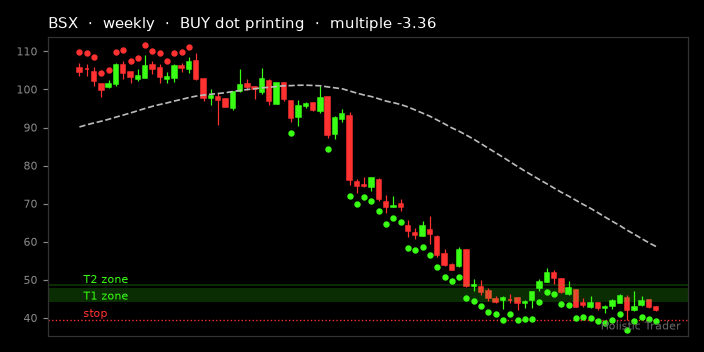 BSX  ·  weekly  ·  BUY dot printing  ·  multiple -3.36
110
100
90
80
70
60
50
40
T2 zone
T1 zone
stop
Holistic Trader